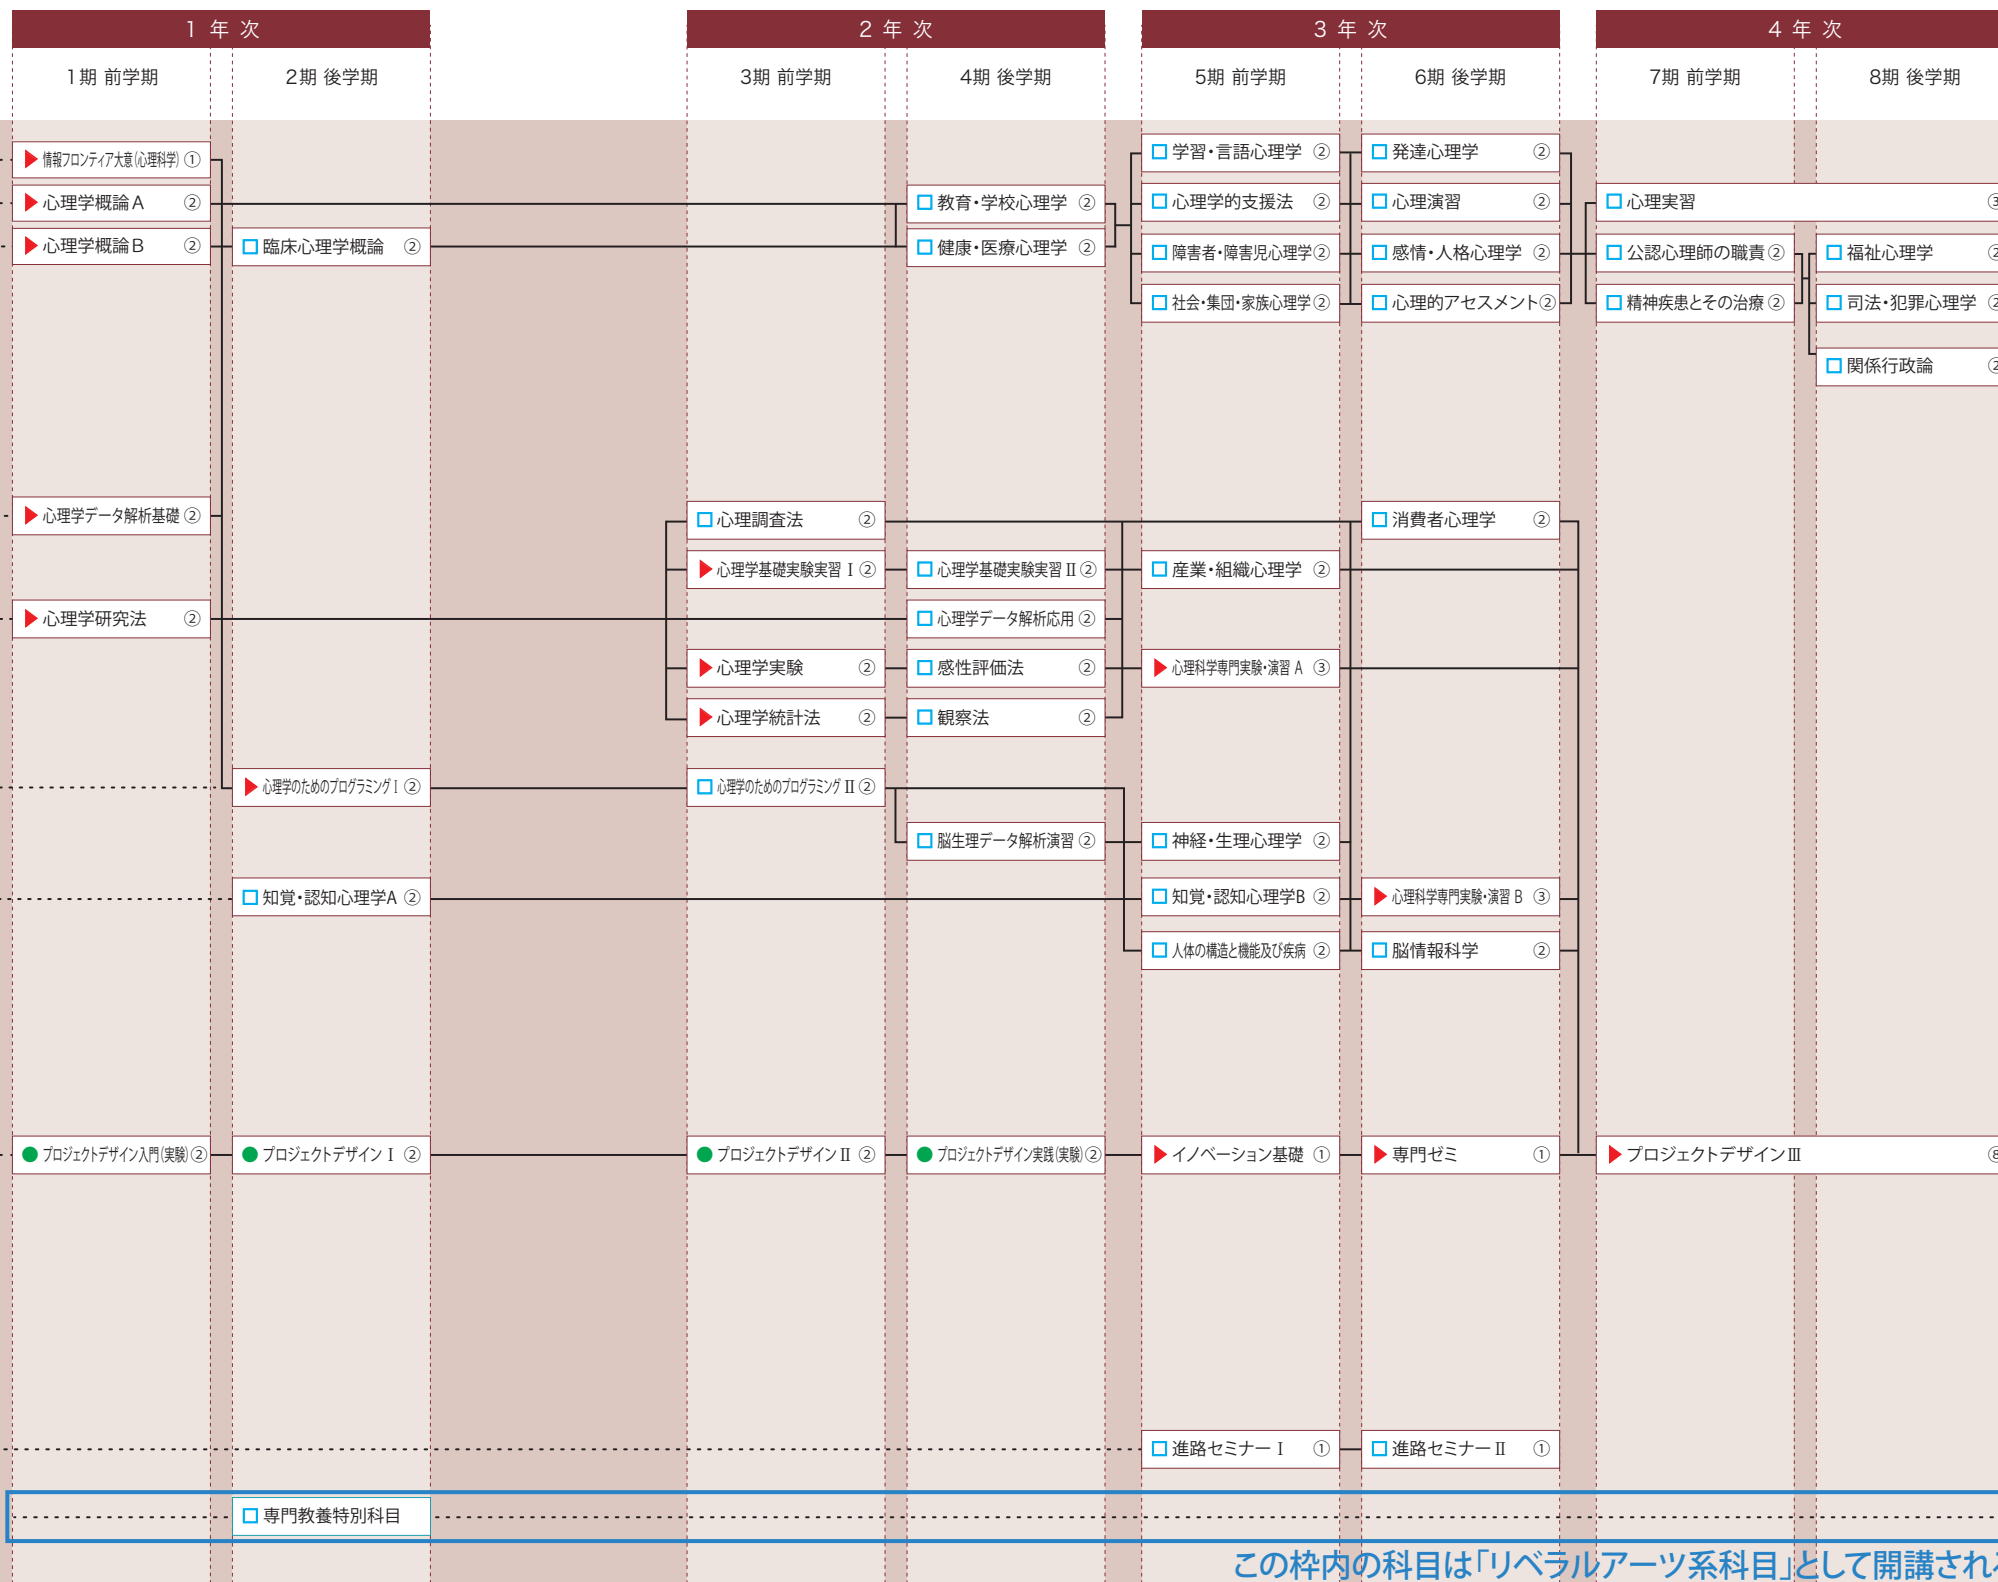 1 年 次
2 年 次
3 年 次
4 年 次
1期 前学期
2期 後学期
3期 前学期
4期 後学期
5期 前学期
6期 後学期
7期 前学期
8期 後学期
情報フロンティア大意(心理科学) ①
学習・言語心理学 ②
発達心理学 ②
心理学概論A ②
教育・学校心理学 ②
心理学的支援法 ②
心理演習 ②
心理実習 ③
心理学概論B ②
臨床心理学概論 ②
健康・医療心理学 ②
障害者・障害児心理学②
感情・人格心理学 ②
公認心理師の職責②
福祉心理学 ②
社会・集団・家族心理学②
心理的アセスメント②
精神疾患とその治療②
司法・犯罪心理学 ②
関係行政論 ②
心理学データ解析基礎 ②
心理調査法 ②
消費者心理学 ②
心理学基礎実験実習 Ⅰ ②
心理学基礎実験実習 Ⅱ ②
産業・組織心理学 ②
心理学研究法 ②
心理学データ解析応用 ②
心理学実験 ②
感性評価法 ②
心理科学専門実験・演習 A ③
心理学統計法 ②
観察法 ②
心理学のためのプログラミング Ⅰ ②
心理学のためのプログラミング Ⅱ ②
脳生理データ解析演習 ②
神経・生理心理学 ②
知覚・認知心理学A ②
知覚・認知心理学B ②
心理科学専門実験・演習 B ③
人体の構造と機能及び疾病 ②
脳情報科学 ②
プロジェクトデザイン入門(実験)②
プロジェクトデザイン Ⅰ ②
プロジェクトデザイン Ⅱ ②
プロジェクトデザイン実践(実験)②
イノベーション基礎 ①
専門ゼミ ①
プロジェクトデザインⅢ ⑧
進路セミナー Ⅰ ①
進路セミナー Ⅱ ①
専門教養特別科目
この枠内の科目は「リベラルアーツ系科目」として開講され